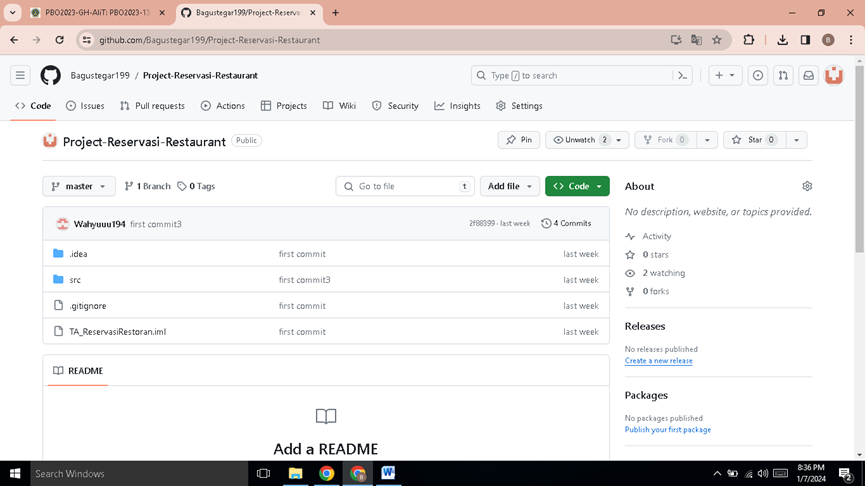 PBO2023-GH-AliT: PBO2023-13
Bagustegar199/Project-Reserva
github.com/Bagustegar199/Project-Reservasi-Restaurant
Bagustegar199 / Project-Reservasi-Restaurant
Type / to search
Code Issues Pull requests Actions Projects Wiki Security Insights Settings
Project-Reservasi-Restaurant Public
Pin Unwatch 2 Fork 0 Star 0
master 1 Branch 0 Tags Go to file t Add file Code
Wahyuuu194 first commit3 2f88399 · last week 4 Commits
.idea first commit last week
src first commit3 last week
.gitignore first commit last week
TA_ReservasiRestoran.iml first commit last week
README
Add a README
About
No description, website, or topics provided.
Activity
0 stars
2 watching
0 forks
Releases
No releases published
Create a new release
Packages
No packages published
Publish your first package
Search Windows
8:36 PM
1/7/2024